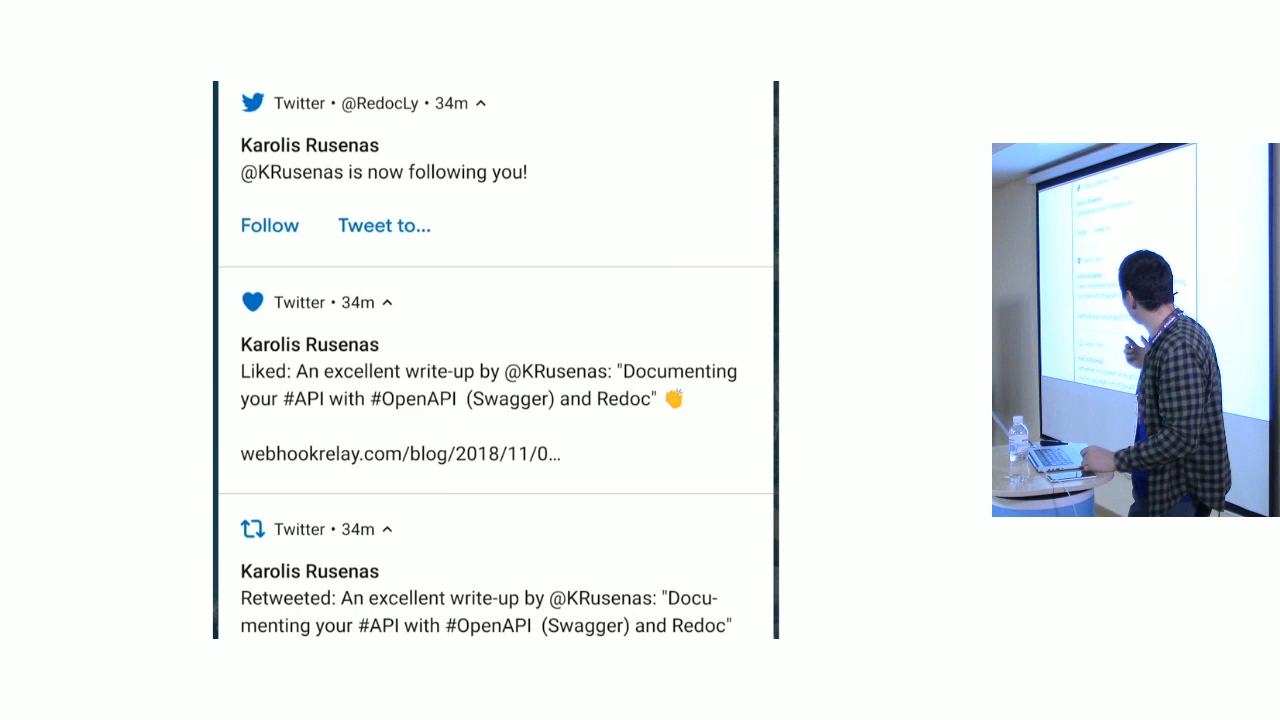 Twitter • @RedocLy • 34m
Karolis Rusenas
@KRusenas is now following you!
Follow Tweet to...
Twitter • 34m
Karolis Rusenas
Liked: An excellent write-up by @KRusenas: "Documenting
your #API with #OpenAPI (Swagger) and Redoc" 👏
webhookrelay.com/blog/2018/11/0...
Twitter • 34m
Karolis Rusenas
Retweeted: An excellent write-up by @KRusenas: "Docu-
menting your #API with #OpenAPI (Swagger) and Redoc"